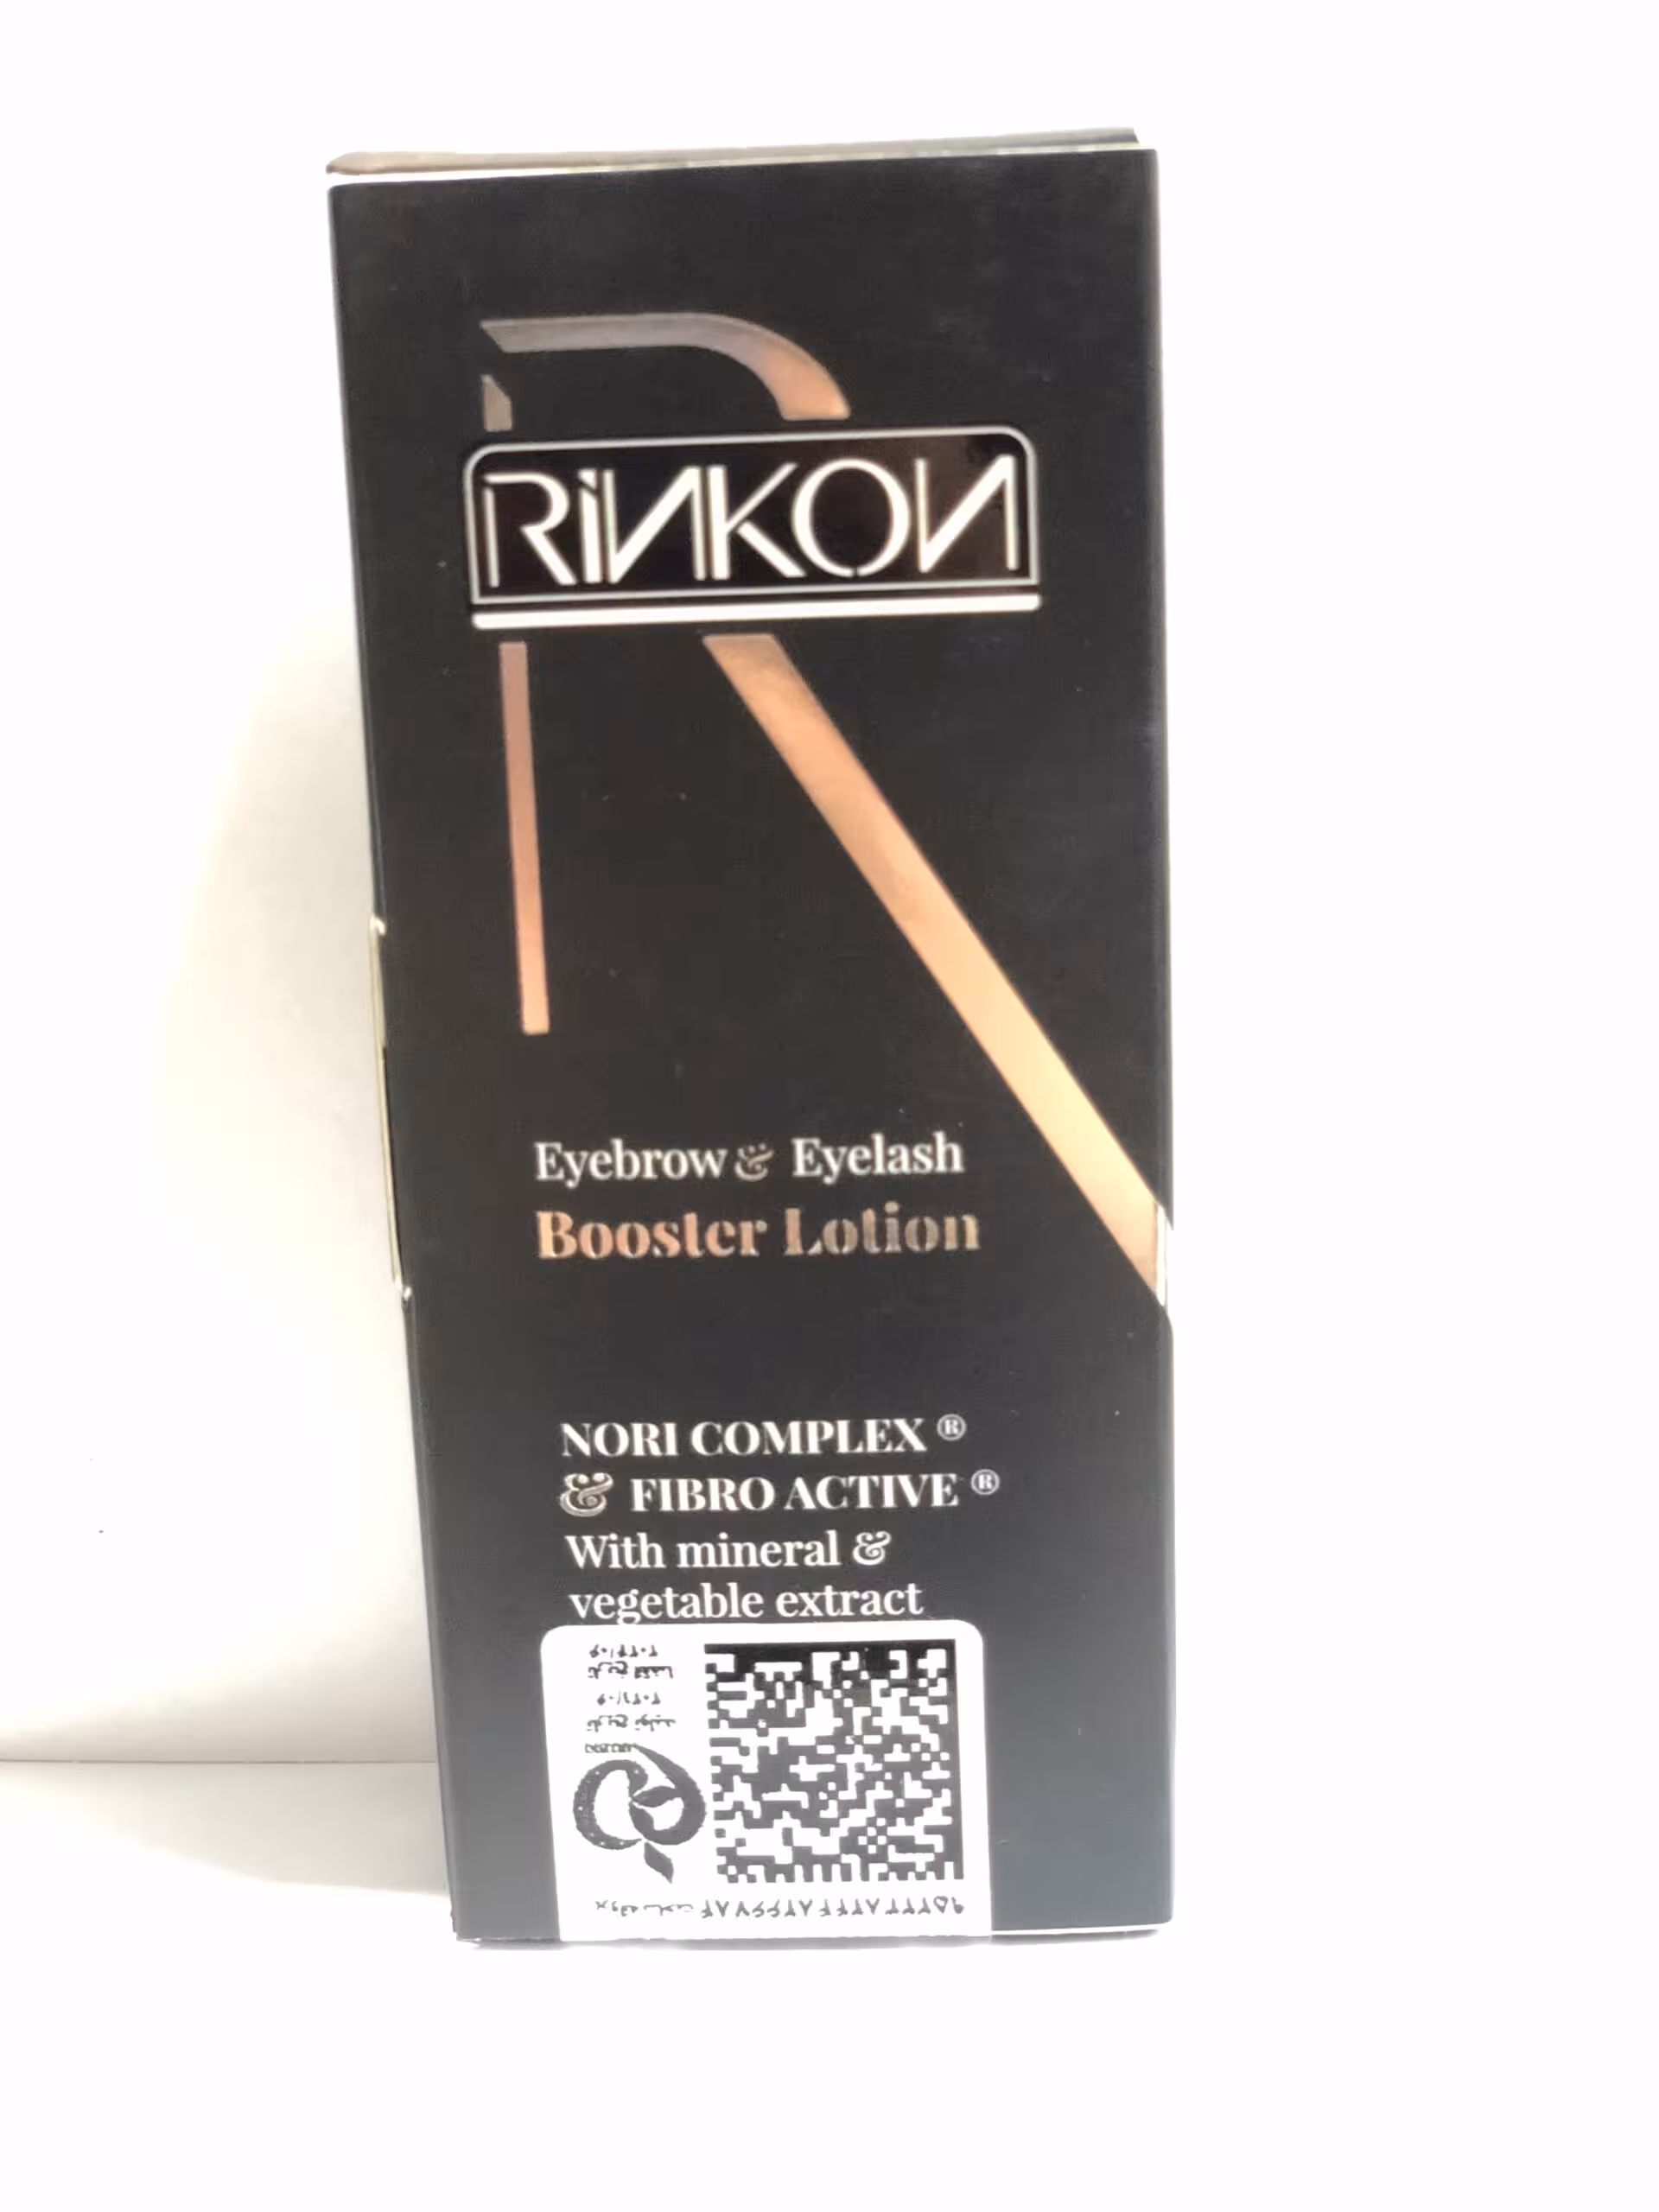 RiNKON
Eyebrow & Eyelash
Booster Lotion
NORI COMPLEX ®
& FIBRO ACTIVE ®
With mineral &
vegetable extract